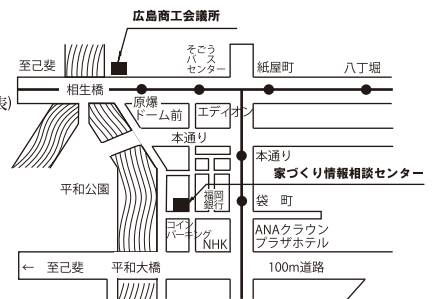 広島商工会議所
至己斐
相生橋
そごう
バス
センター
紙屋町
八丁堀
表)
原爆
ドーム前
エディオン
本通り
本通り
家づくり情報相談センター
平和公園
福岡
銀行
袋 町
コイン
パーキング
NHK
ANAクラウン
プラザホテル
← 至己斐
平和大橋
100m道路